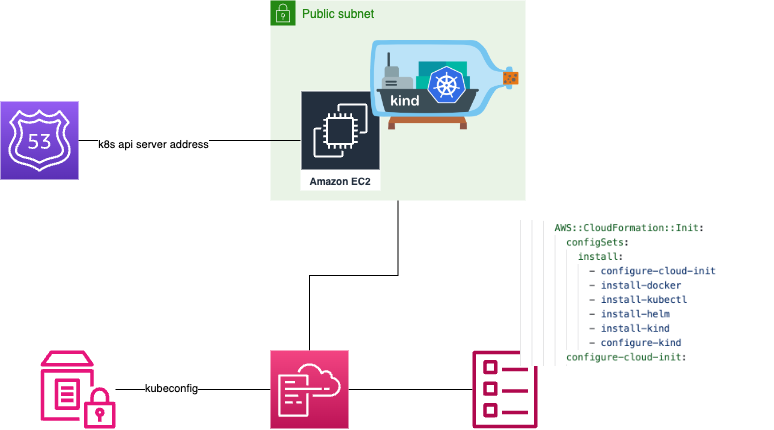 Public subnet
kind
53
k8s api server address
Amazon EC2
AWS::CloudFormation::Init:
configSets:
install:
- configure-cloud-init
- install-docker
- install-kubectl
- install-helm
- install-kind
- configure-kind
configure-cloud-init:
kubeconfig